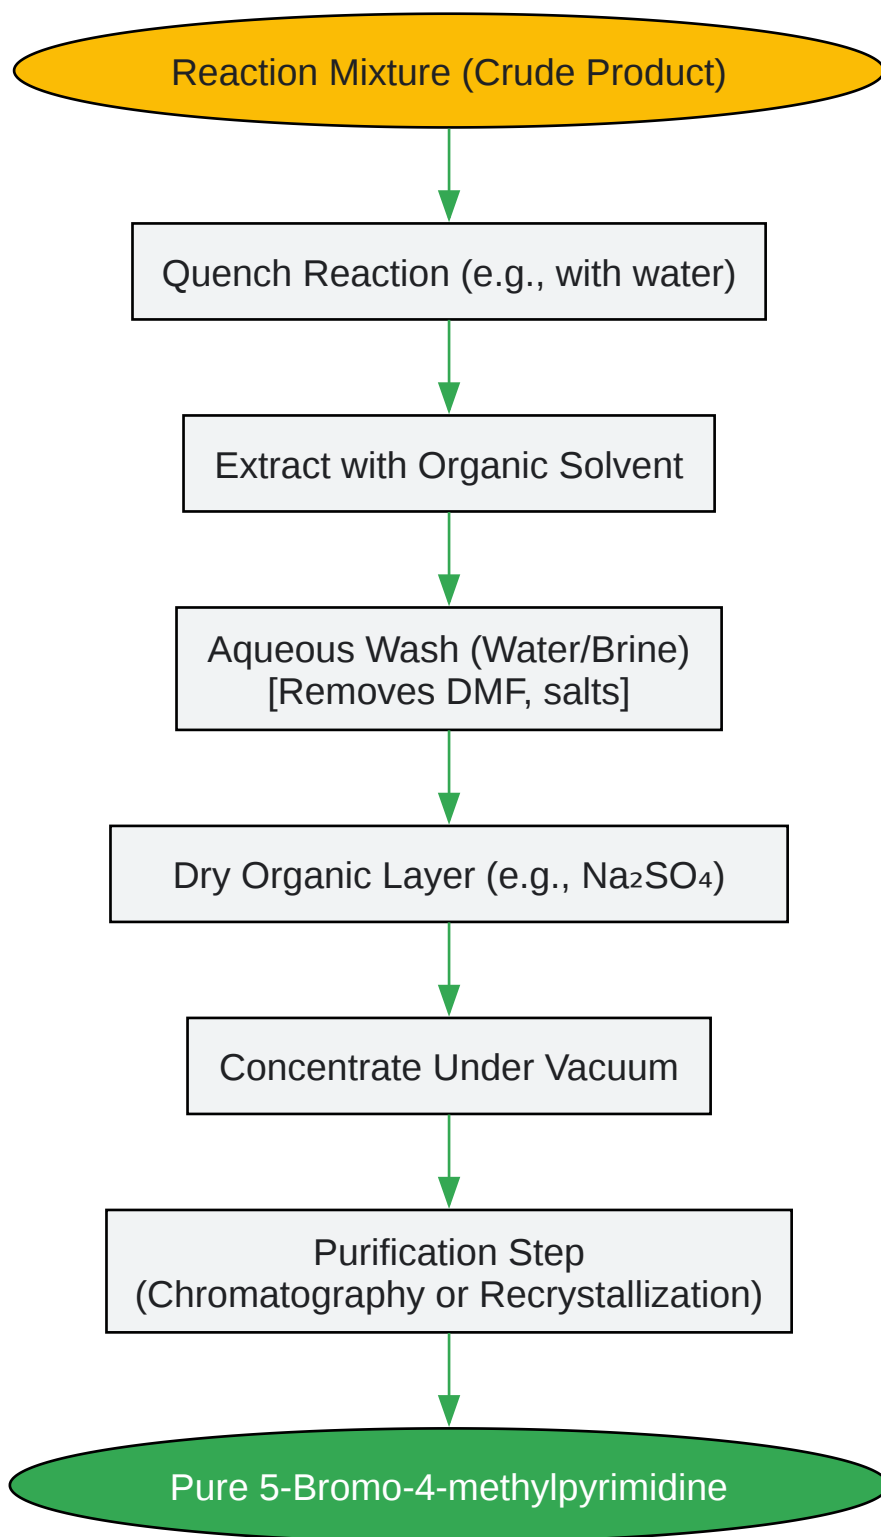 Reaction Mixture (Crude Product)
Quench Reaction (e.g., with water)
Extract with Organic Solvent
Aqueous Wash (Water/Brine)
[Removes DMF, salts]
Dry Organic Layer (e.g., Na₂SO₄)
Concentrate Under Vacuum
Purification Step
(Chromatography or Recrystallization)
Pure 5-Bromo-4-methylpyrimidine